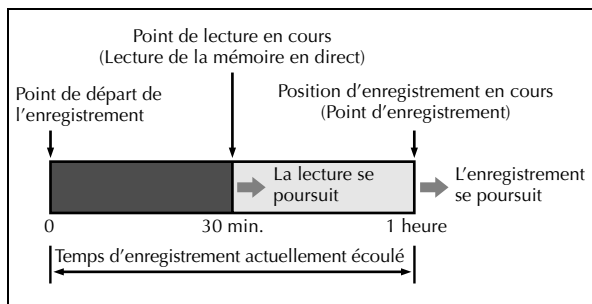 Point de lecture en cours
(Lecture de la mémoire en direct)
Point de départ de
l'enregistrement
Position d'enregistrement en cours
(Point d'enregistrement)
La lecture se
poursuit
L'enregistrement
se poursuit
0
30 min.
1 heure
Temps d'enregistrement actuellement écoulé